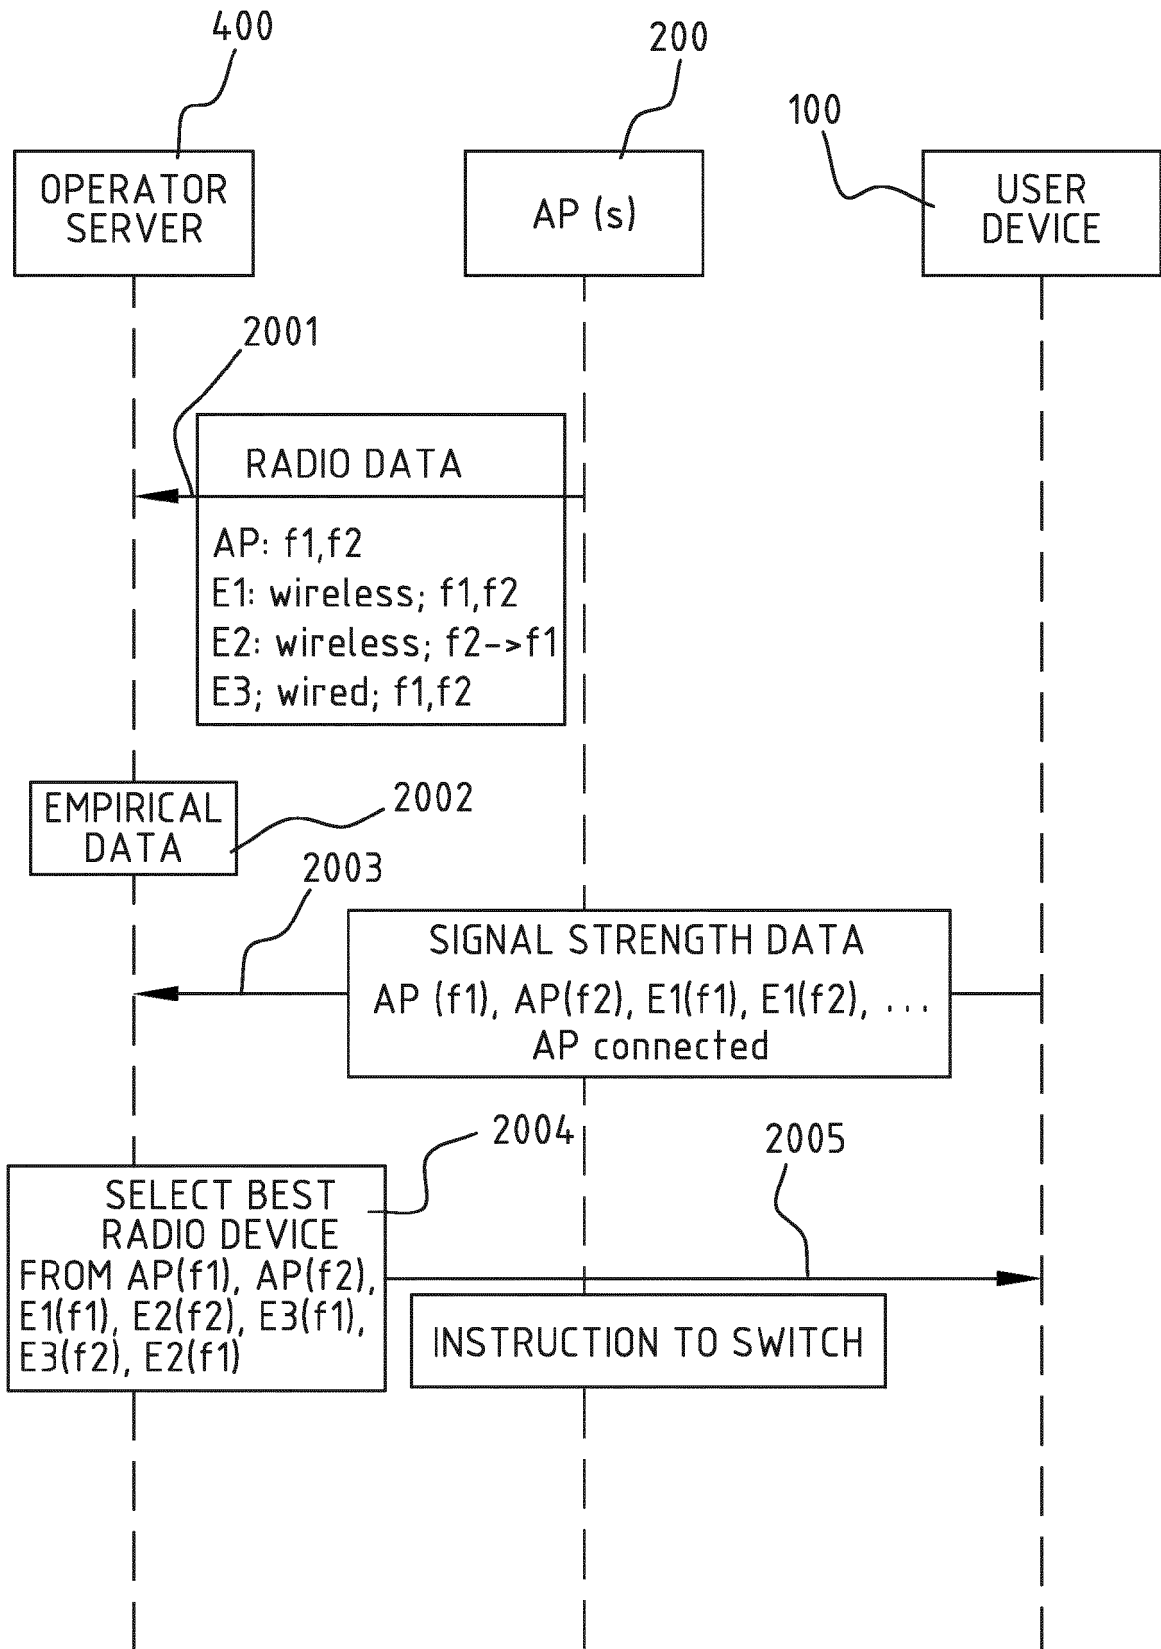 400
200
100
OPERATOR
SERVER
AP (s)
USER
DEVICE
2001
RADIO DATA
AP: f1,f2
E1: wireless; f1,f2
E2: wireless; f2->f1
E3; wired; f1,f2
EMPIRICAL
DATA
2002
2003
SIGNAL STRENGTH DATA
AP (f1), AP(f2), E1(f1), E1(f2), ...
AP connected
2004
2005
SELECT BEST
RADIO DEVICE
FROM AP(f1), AP(f2),
E1(f1), E2(f2), E3(f1),
E3(f2), E2(f1)
INSTRUCTION TO SWITCH